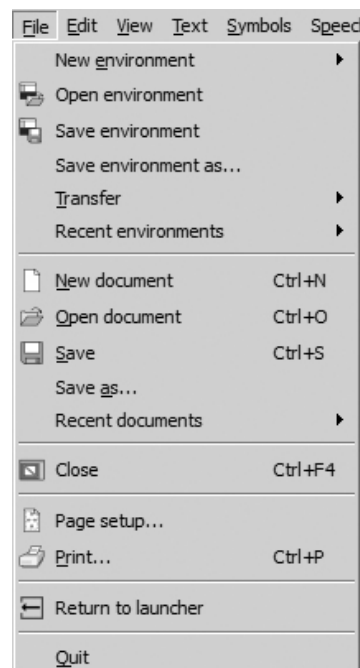 File Edit View Text Symbols Speec
New environment
Open environment
Save environment
Save environment as...
Transfer
Recent environments
New document Ctrl+N
Open document Ctrl+O
Save Ctrl+S
Save as...
Recent documents
Close Ctrl+F4
Page setup...
Print... Ctrl+P
Return to launcher
Quit